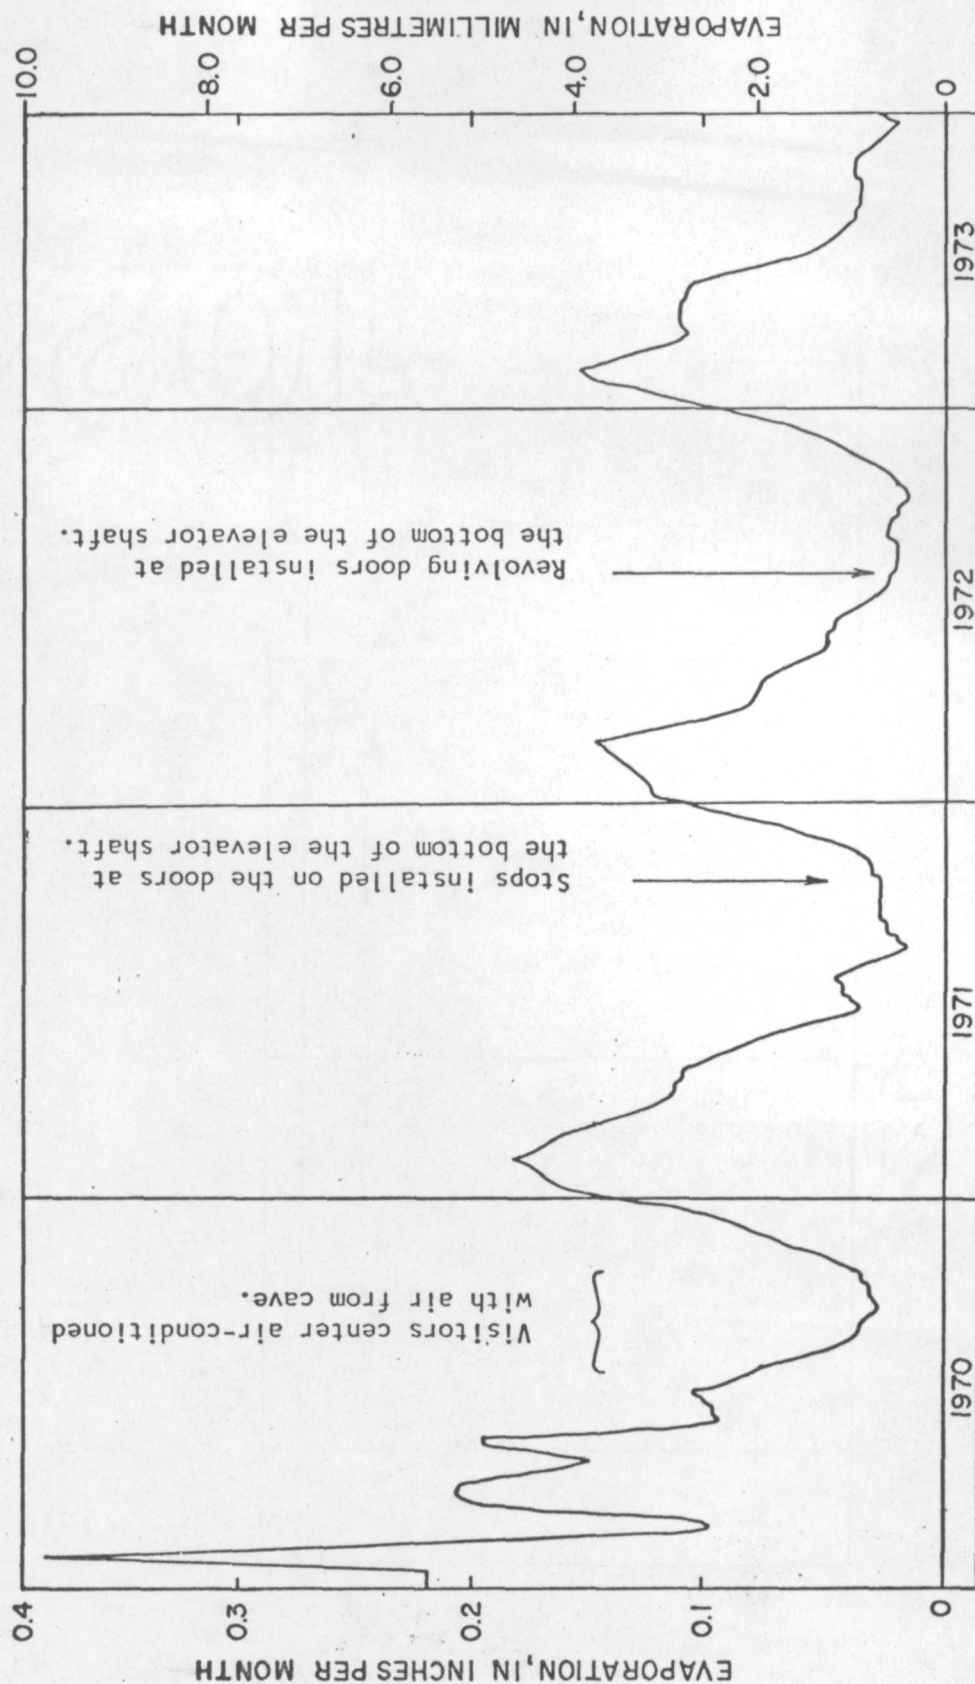 EVAPORATION, IN INCHES PER MONTH
0.4
0.3
0.2
0.1
0
Visitors center air-conditioned
with air from cave.
Stops installed on the doors at
the bottom of the elevator shaft.
Revolving doors installed at
the bottom of the elevator shaft.
1970
1971
1972
1973
10.0
8.0
6.0
4.0
2.0
0
EVAPORATION, IN MILLIMETRES PER MONTH